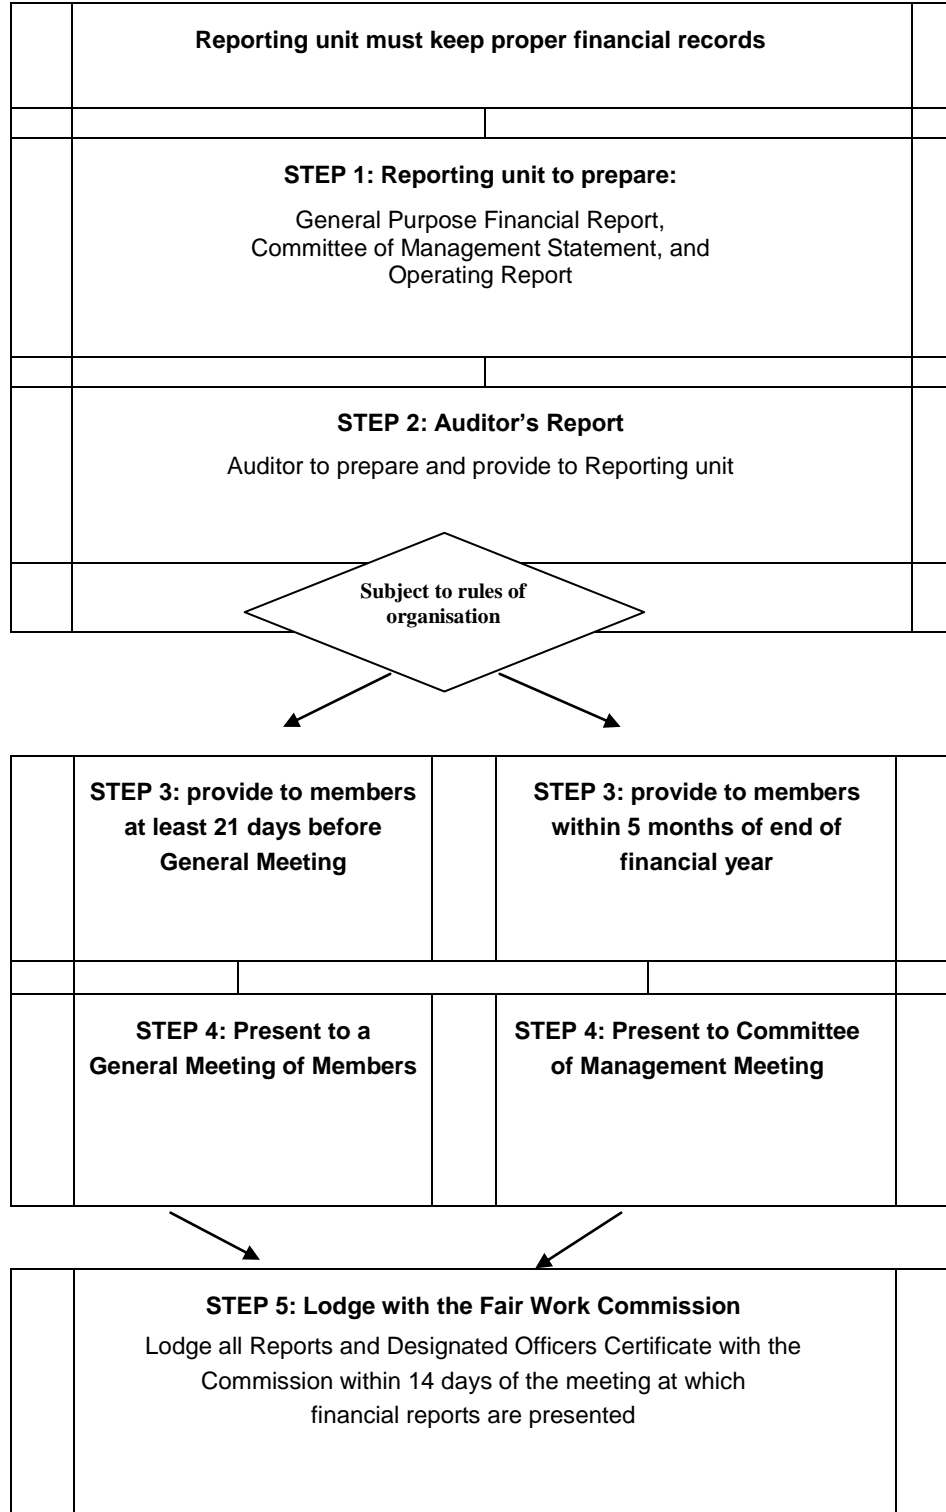 Reporting unit must keep proper financial records
STEP 1: Reporting unit to prepare:
General Purpose Financial Report,
Committee of Management Statement, and
Operating Report
STEP 2: Auditor’s Report
Auditor to prepare and provide to Reporting unit
Subject to rules of
organisation
STEP 3: provide to members
at least 21 days before
General Meeting
STEP 3: provide to members
within 5 months of end of
financial year
STEP 4: Present to a
General Meeting of Members
STEP 4: Present to Committee
of Management Meeting
STEP 5: Lodge with the Fair Work Commission
Lodge all Reports and Designated Officers Certificate with the
Commission within 14 days of the meeting at which
financial reports are presented